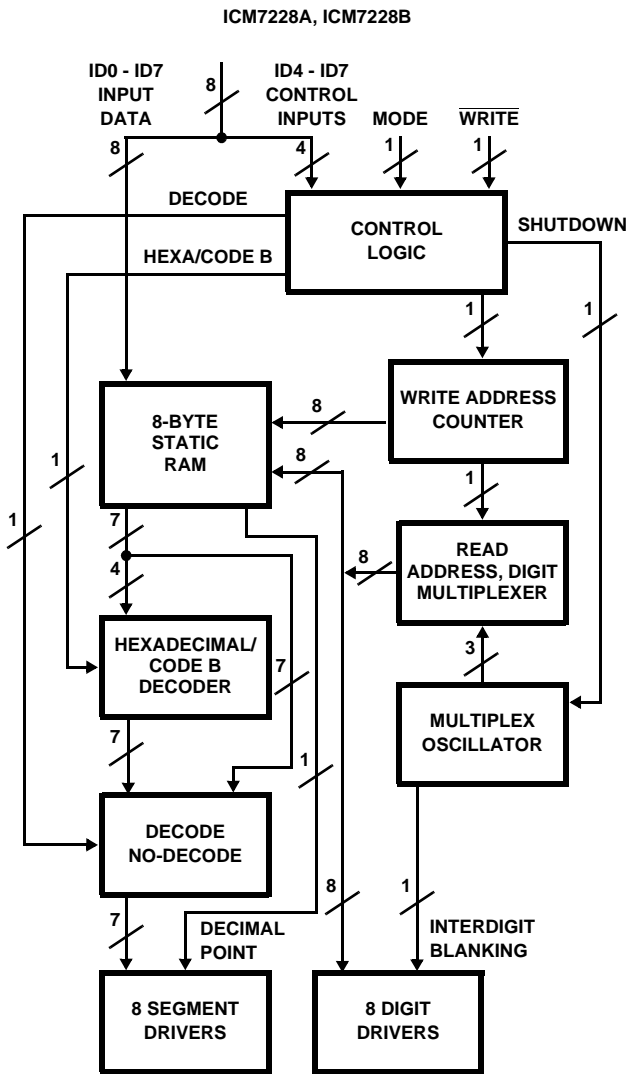 ICM7228A, ICM7228B
ID0 - ID7
INPUT
DATA
8
ID4 - ID7
CONTROL
INPUTS
MODE
WRITE
8
4
1
1
DECODE
CONTROL
LOGIC
SHUTDOWN
HEXA/CODE B
1
1
8-BYTE
STATIC
RAM
8
WRITE ADDRESS
COUNTER
8
1
1
1
7
4
8
READ
ADDRESS, DIGIT
MULTIPLEXER
HEXADECIMAL/
CODE B
DECODER
7
3
7
1
MULTIPLEX
OSCILLATOR
DECODE
NO-DECODE
8
1
7
DECIMAL
POINT
INTERDIGIT
BLANKING
8 SEGMENT
DRIVERS
8 DIGIT
DRIVERS